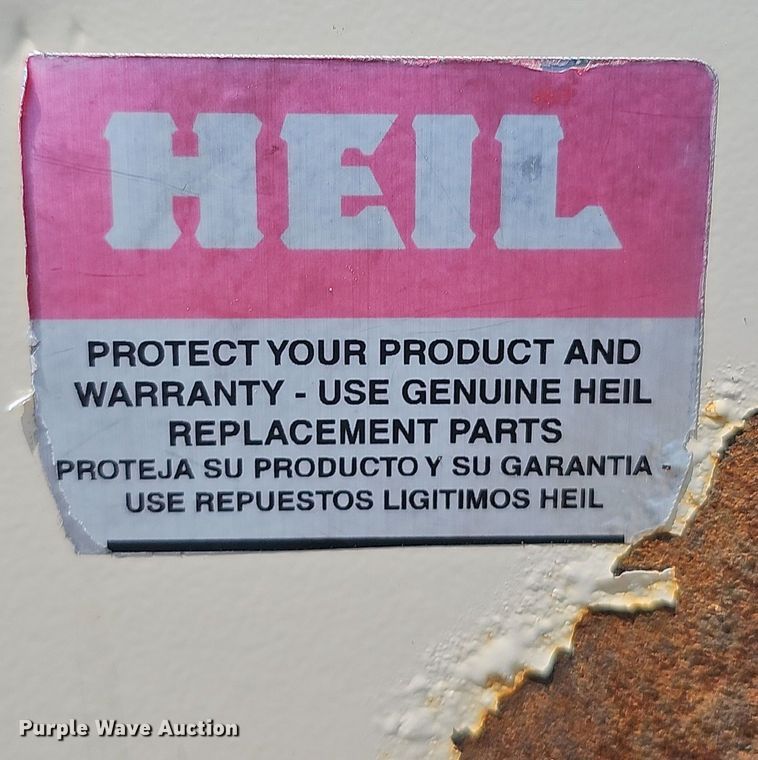 HEIL
PROTECT YOUR PRODUCT AND
WARRANTY - USE GENUINE HEIL
REPLACEMENT PARTS
PROTEJA SU PRODUCTO Y SU GARANTIA -
USE REPUESTOS LIGITIMOS HEIL
Purple Wave Auction